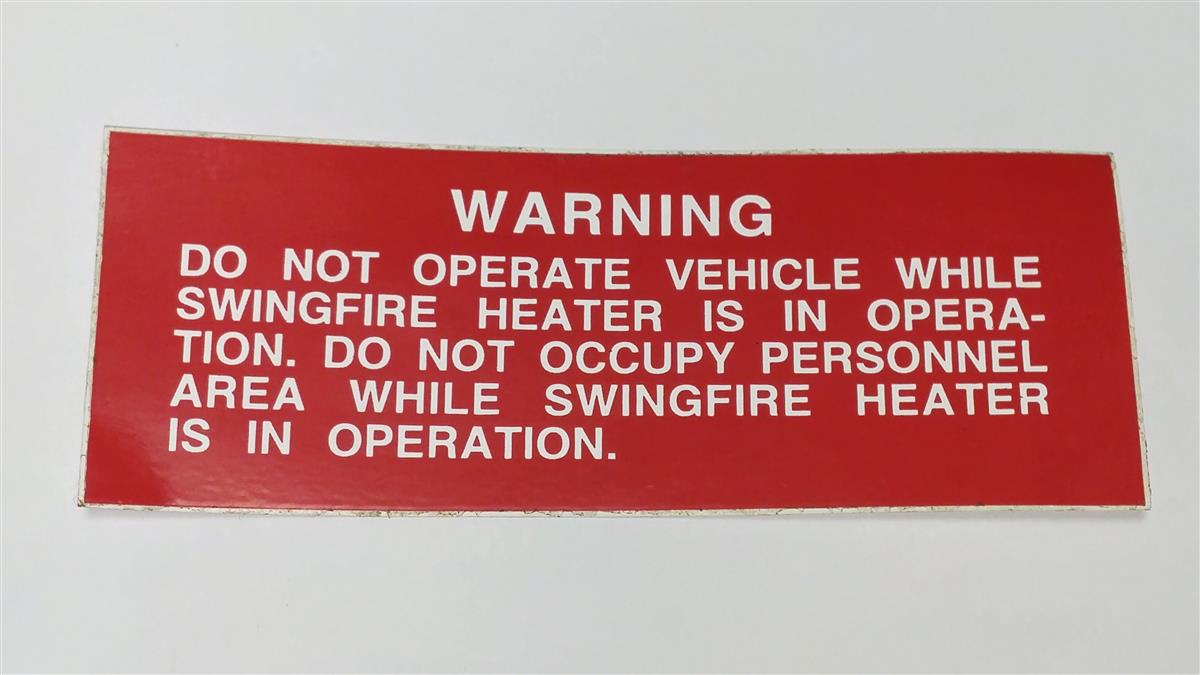 WARNING
DO NOT OPERATE VEHICLE WHILE
SWINGFIRE HEATER IS IN OPERA-
TION. DO NOT OCCUPY PERSONNEL
AREA WHILE SWINGFIRE HEATER
IS IN OPERATION.